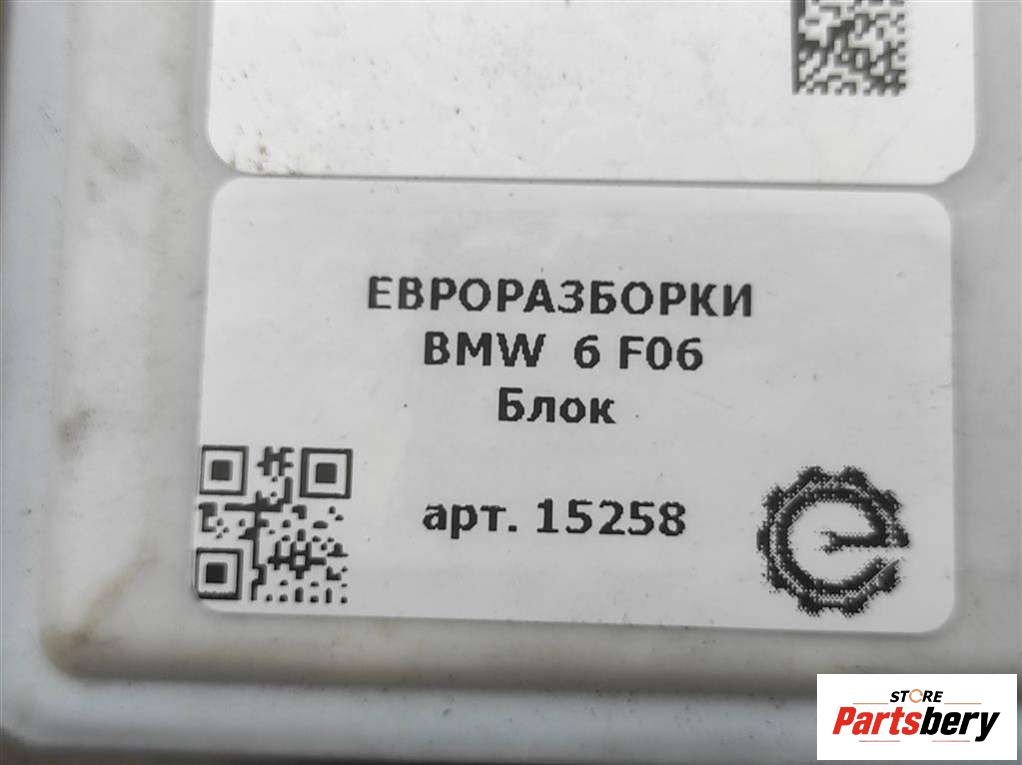 ЕВРОРАЗБОРКИ
BMW 6 F06
Блок
арт. 15258
STORE
Partsbery